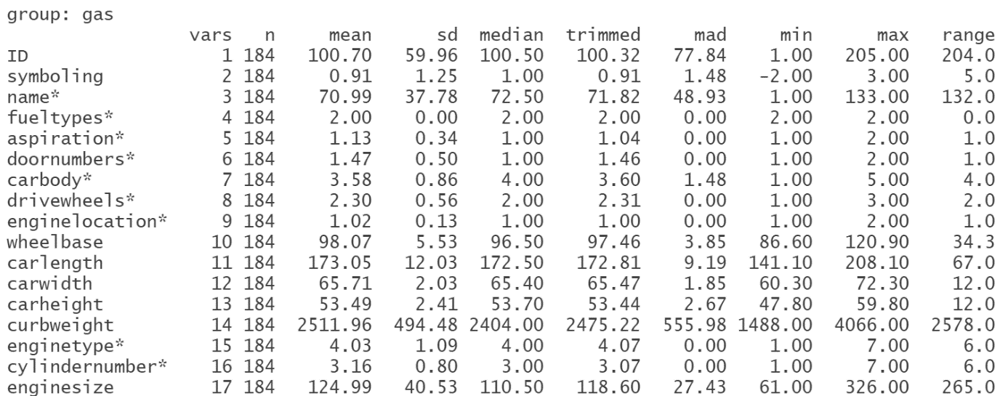 group: gas
vars n mean sd median trimmed mad min max range
ID 1 184 100.70 59.96 100.50 100.32 77.84 1.00 205.00 204.0
symboling 2 184 0.91 1.25 1.00 0.91 1.48 -2.00 3.00 5.0
name* 3 184 70.99 37.78 72.50 71.82 48.93 1.00 133.00 132.0
fueltypes* 4 184 2.00 0.00 2.00 2.00 0.00 2.00 2.00 0.0
aspiration* 5 184 1.13 0.34 1.00 1.04 0.00 1.00 2.00 1.0
doornumbers* 6 184 1.47 0.50 1.00 1.46 0.00 1.00 2.00 1.0
carbody* 7 184 3.58 0.86 4.00 3.60 1.48 1.00 5.00 4.0
drivewheels* 8 184 2.30 0.56 2.00 2.31 0.00 1.00 3.00 2.0
enginelocation* 9 184 1.02 0.13 1.00 1.00 0.00 1.00 2.00 1.0
wheelbase 10 184 98.07 5.53 96.50 97.46 3.85 86.60 120.90 34.3
carlength 11 184 173.05 12.03 172.50 172.81 9.19 141.10 208.10 67.0
carwidth 12 184 65.71 2.03 65.40 65.47 1.85 60.30 72.30 12.0
carheight 13 184 53.49 2.41 53.70 53.44 2.67 47.80 59.80 12.0
curbweight 14 184 2511.96 494.48 2404.00 2475.22 555.98 1488.00 4066.00 2578.0
enginetype* 15 184 4.03 1.09 4.00 4.07 0.00 1.00 7.00 6.0
cylindernumber* 16 184 3.16 0.80 3.00 3.07 0.00 1.00 7.00 6.0
enginesize 17 184 124.99 40.53 110.50 118.60 27.43 61.00 326.00 265.0